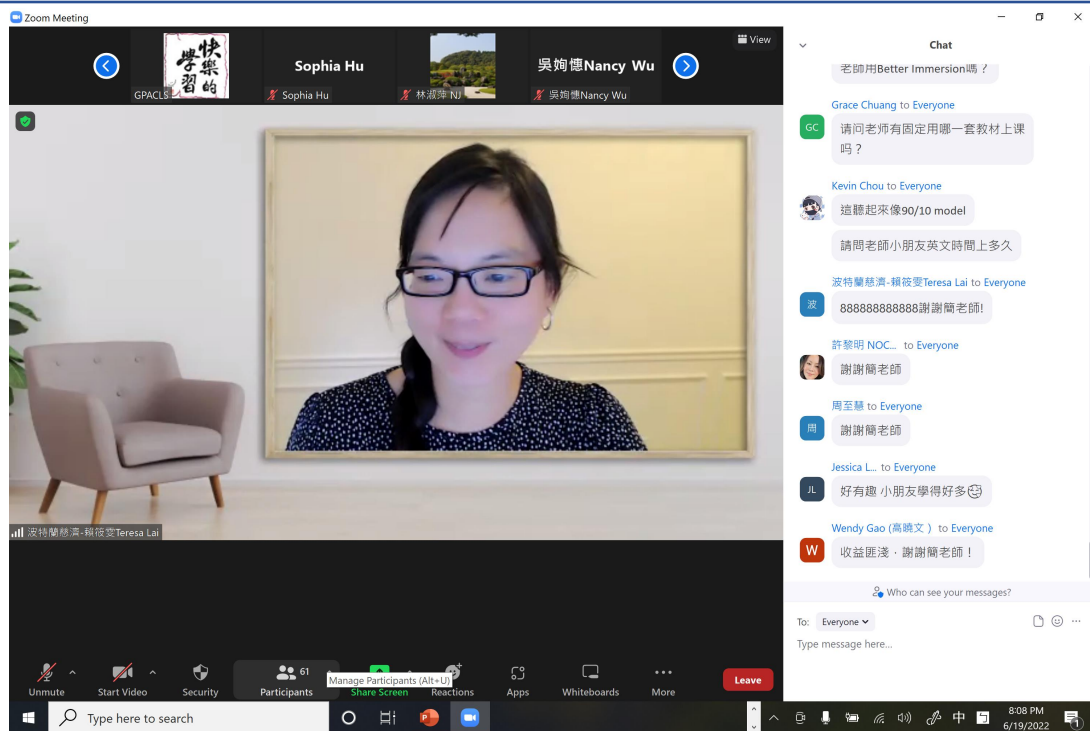 Zoom Meeting
View
快樂的
學習
GPACLS
Sophia Hu
Sophia Hu
林淑萍 NJ
吳姁憓Nancy Wu
吳姁憓Nancy Wu
波特蘭慈濟-賴筱雯Teresa Lai
61
Unmute
Start Video
Security
Participants
Manage Participants (Alt+U)
Share Screen
Reactions
Apps
Whiteboards
More
Leave
Chat
老師用Better Immersion嗎？
Grace Chuang to Everyone
GC
请问老师有固定用哪一套教材上课
吗？
Kevin Chou to Everyone
這聽起來像90/10 model
請問老師小朋友英文時間上多久
波特蘭慈濟-賴筱雯Teresa Lai to Everyone
波
888888888888謝謝簡老師!
許黎明 NOC... to Everyone
謝謝簡老師
周至慧 to Everyone
周
謝謝簡老師
Jessica L... to Everyone
JL
好有趣 小朋友學得好多
Wendy Gao (高曉文 ) to Everyone
W
收益匪淺，謝謝簡老師！
Who can see your messages?
To: Everyone
Type message here...
Type here to search
中
8:08 PM
6/19/2022
1